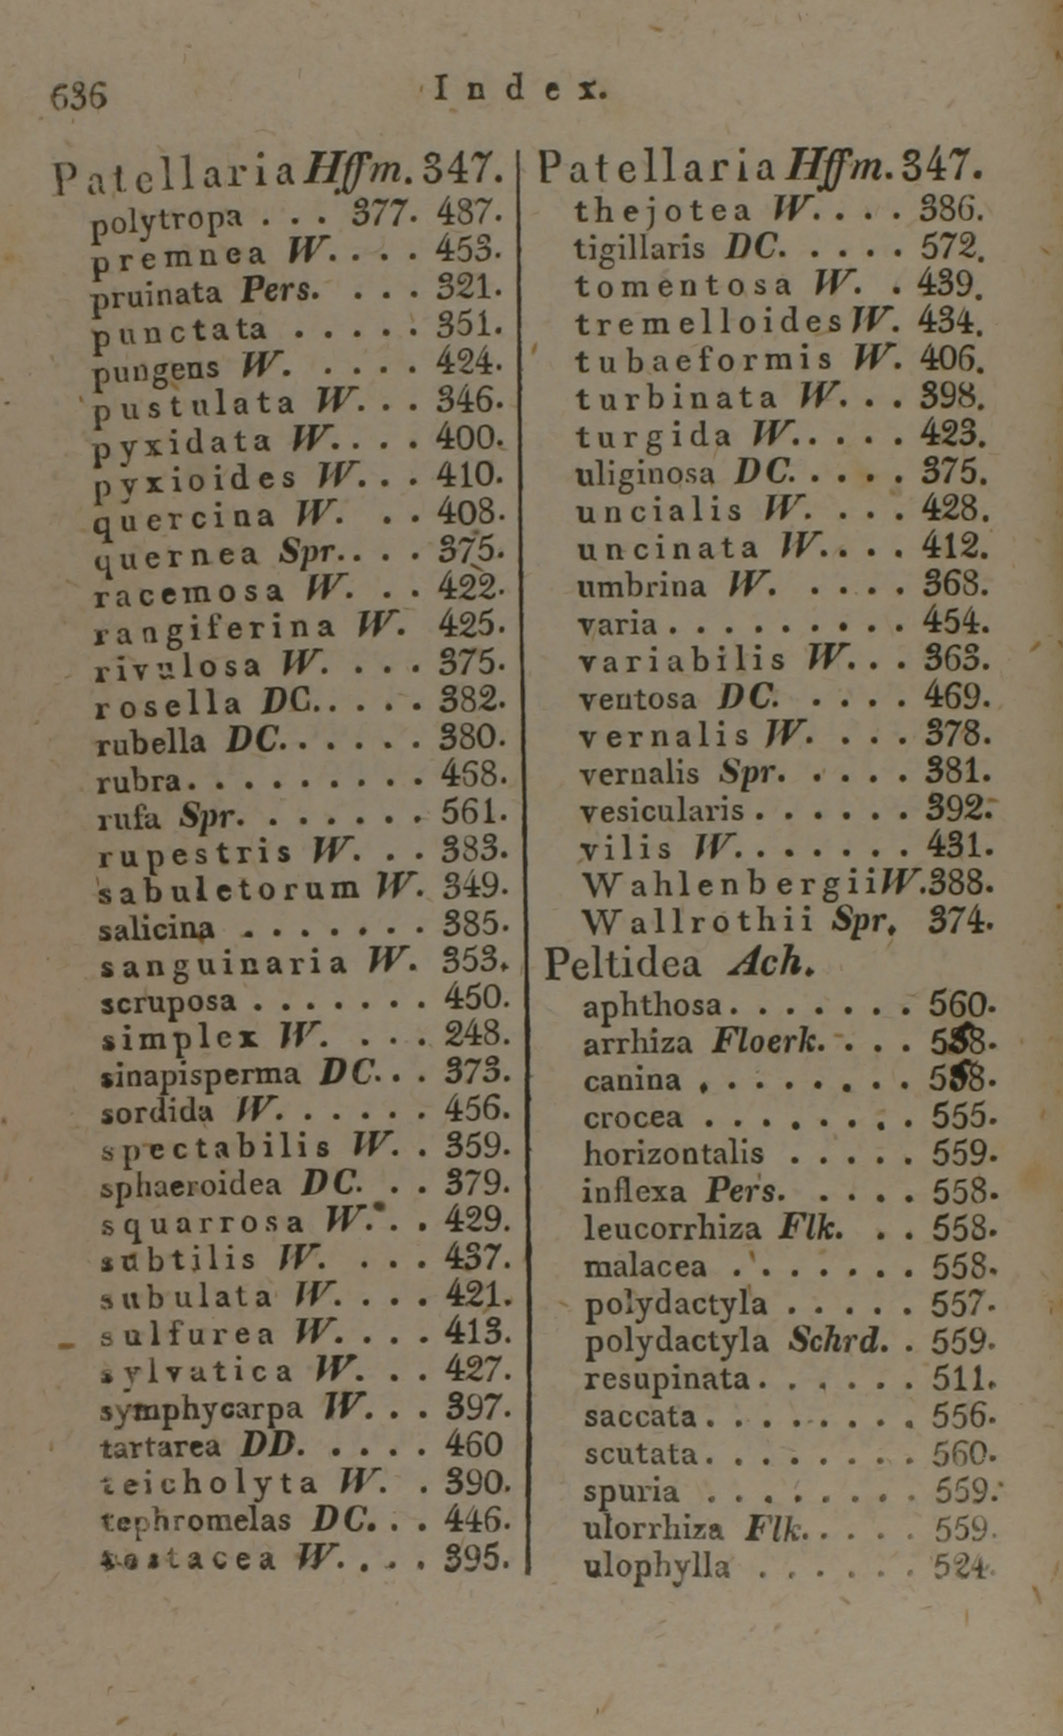 636
Index.
Patellaria Hffm. 347.
polytropa . . . 377. 487.
premnea W. . . . 453.
pruinata Pers. . . . 321.
punctata . . . . . 351.
pungens W. . . . . 424.
pustulata W. . . 346.
pyxidata W. . . . 400.
pyxioides W. . . 410.
quercina W. . . 408.
quernea Spr. . . . 375.
racemosa W. . . 422.
rangiferina W. 425.
rivulosa W. . . . 375.
rosella DC. . . . . 382.
rubella DC. . . . . . 380.
rubra. . . . . . . . . 468.
rufa Spr. . . . . . . 561.
rupestris W. . . 383.
sabuletorum W. 349.
salicina . . . . . . . 385.
sanguinaria W. 353.
scruposa . . . . . . . 450.
simplex W. . . . 248.
sinapisperma DC. . . 373.
sordida W. . . . . . 456.
spectabilis W. . 359.
sphaeroidea DC. . . 379.
squarrosa W. . . 429.
subtilis W. . . . 437.
subulata W. . . . 421.
sulfurea W. . . . 413.
sylvatica W. . . 427.
symphycarpa W. . . 397.
tartarea DD. . . . . 460
teicholyta W. . 390.
tephromelas DC. . . 446.
testacea W. . . . 395.
Patellaria Hffm. 347.
thejotea W. . . . 386.
tigillaris DC. . . . . 572.
tomentosa W. . 439.
tremelloides W. 434.
tubaeformis W. 406.
turbinata W. . . 398.
turgida W. . . . . 423.
uliginosa DC. . . . . 375.
uncialis W. . . . 428.
uncinata W. . . . 412.
umbrina W. . . . . 368.
varia . . . . . . . . . 454.
variabilis W. . . 363.
ventosa DC. . . . . 469.
vernalis W. . . . 378.
vernalis Spr. . . . . 381.
vesicularis . . . . . . 392.
vilis W. . . . . . . 431.
Wahlenbergii W. 388.
Wallrothii Spr. 374.
Peltidea Ach.
aphthosa. . . . . . . 560.
arrhiza Floerk. . . . 558.
canina . . . . . . . . 558.
crocea . . . . . . . . 555.
horizontalis . . . . . 559.
inflexa Pers. . . . . 558.
leucorrhiza Flk. . . 558.
malacea . . . . . . . 558.
polydactyla . . . . . 557.
polydactyla Schrd. . 559.
resupinata . . . . . . 511.
saccata . . . . . . . . 556.
scutata . . . . . . . . 560.
spuria . . . . . . . . 559.
ulorrhiza Flk. . . . . 559.
ulophylla . . . . . . 524.